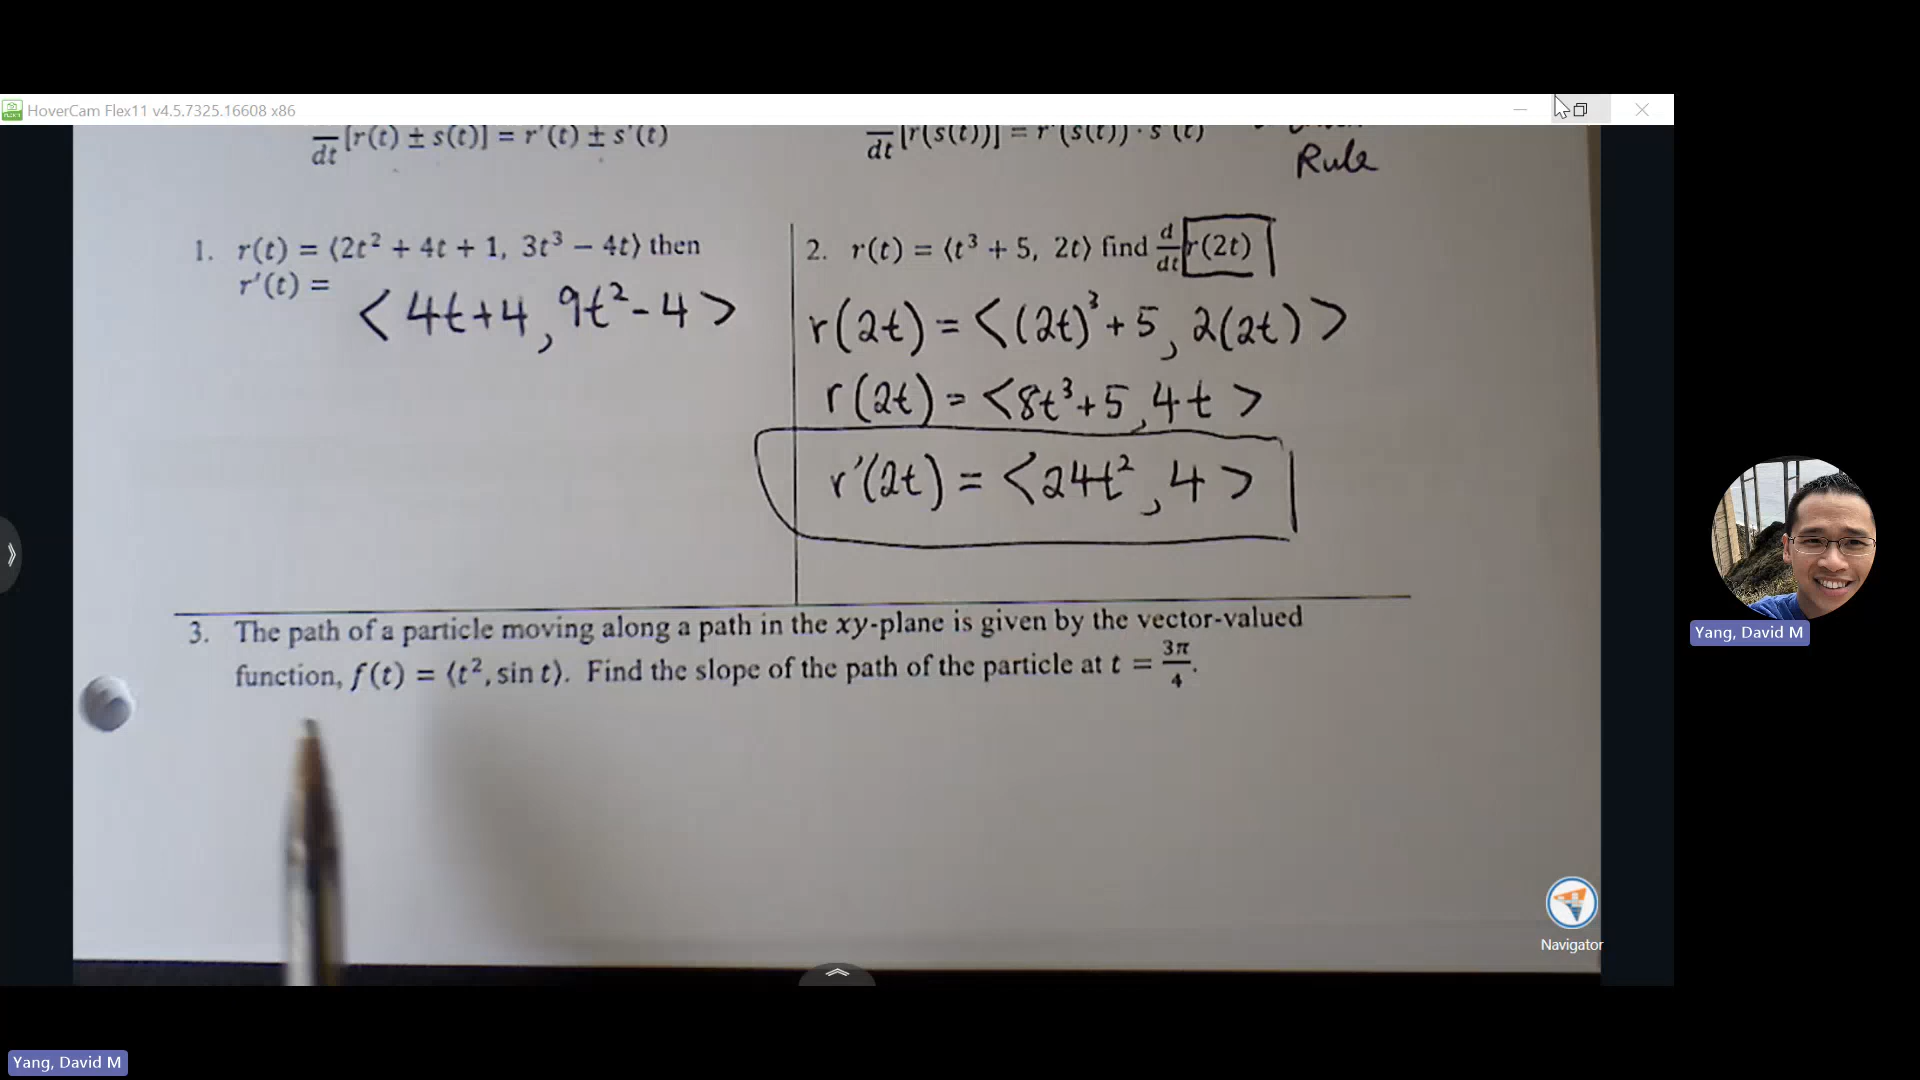 HoverCam Flex11 v4.5.7325.16608 x86
d/dt [r(t) ± s(t)] = r′(t) ± s′(t)
d/dt [r(s(t))] = r′(s(t)) · s′(t)
Rule
1. r(t) = ⟨2t² + 4t + 1, 3t³ − 4t⟩ then
r′(t) =
<4t+4, 9t²-4>
2. r(t) = ⟨t³ + 5, 2t⟩ find d/dt r(2t)
r(2t) = <(2t)³+5, 2(2t)>
r(2t) = <8t³+5, 4t>
r'(2t) = <24t², 4>
3. The path of a particle moving along a path in the xy-plane is given by the vector-valued
function, f(t) = ⟨t², sin t⟩. Find the slope of the path of the particle at t = 3π/4.
Navigator
Yang, David M
Yang, David M